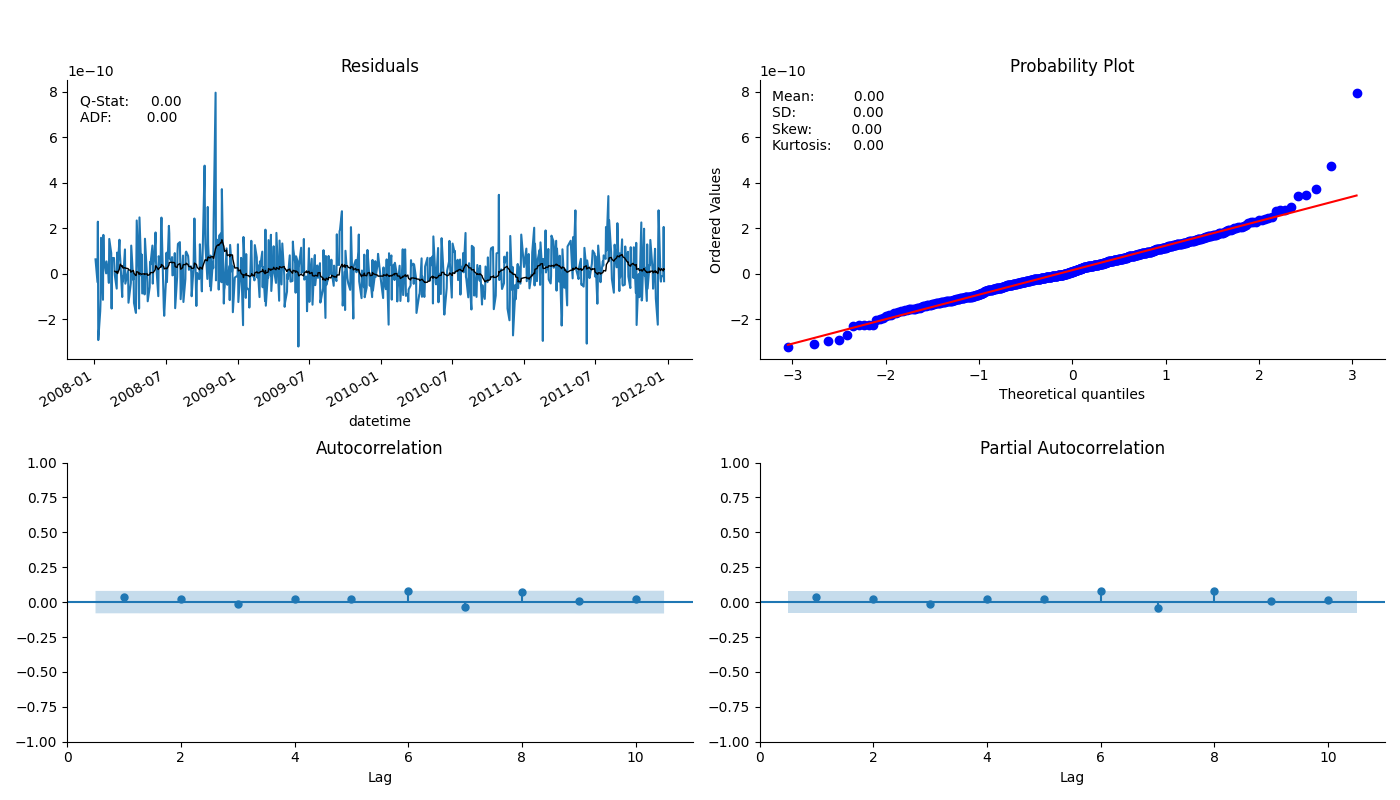 Residuals
1e−10
Q-Stat: 0.00
ADF: 0.00
8
6
4
2
0
−2
2008-01 2008-07 2009-01 2009-07 2010-01 2010-07 2011-01 2011-07 2012-01
datetime
Probability Plot
1e−10
Mean: 0.00
SD: 0.00
Skew: 0.00
Kurtosis: 0.00
Ordered Values
8
6
4
2
0
−2
−3 −2 −1 0 1 2 3
Theoretical quantiles
Autocorrelation
1.00
0.75
0.50
0.25
0.00
−0.25
−0.50
−0.75
−1.00
0 2 4 6 8 10
Lag
Partial Autocorrelation
1.00
0.75
0.50
0.25
0.00
−0.25
−0.50
−0.75
−1.00
0 2 4 6 8 10
Lag